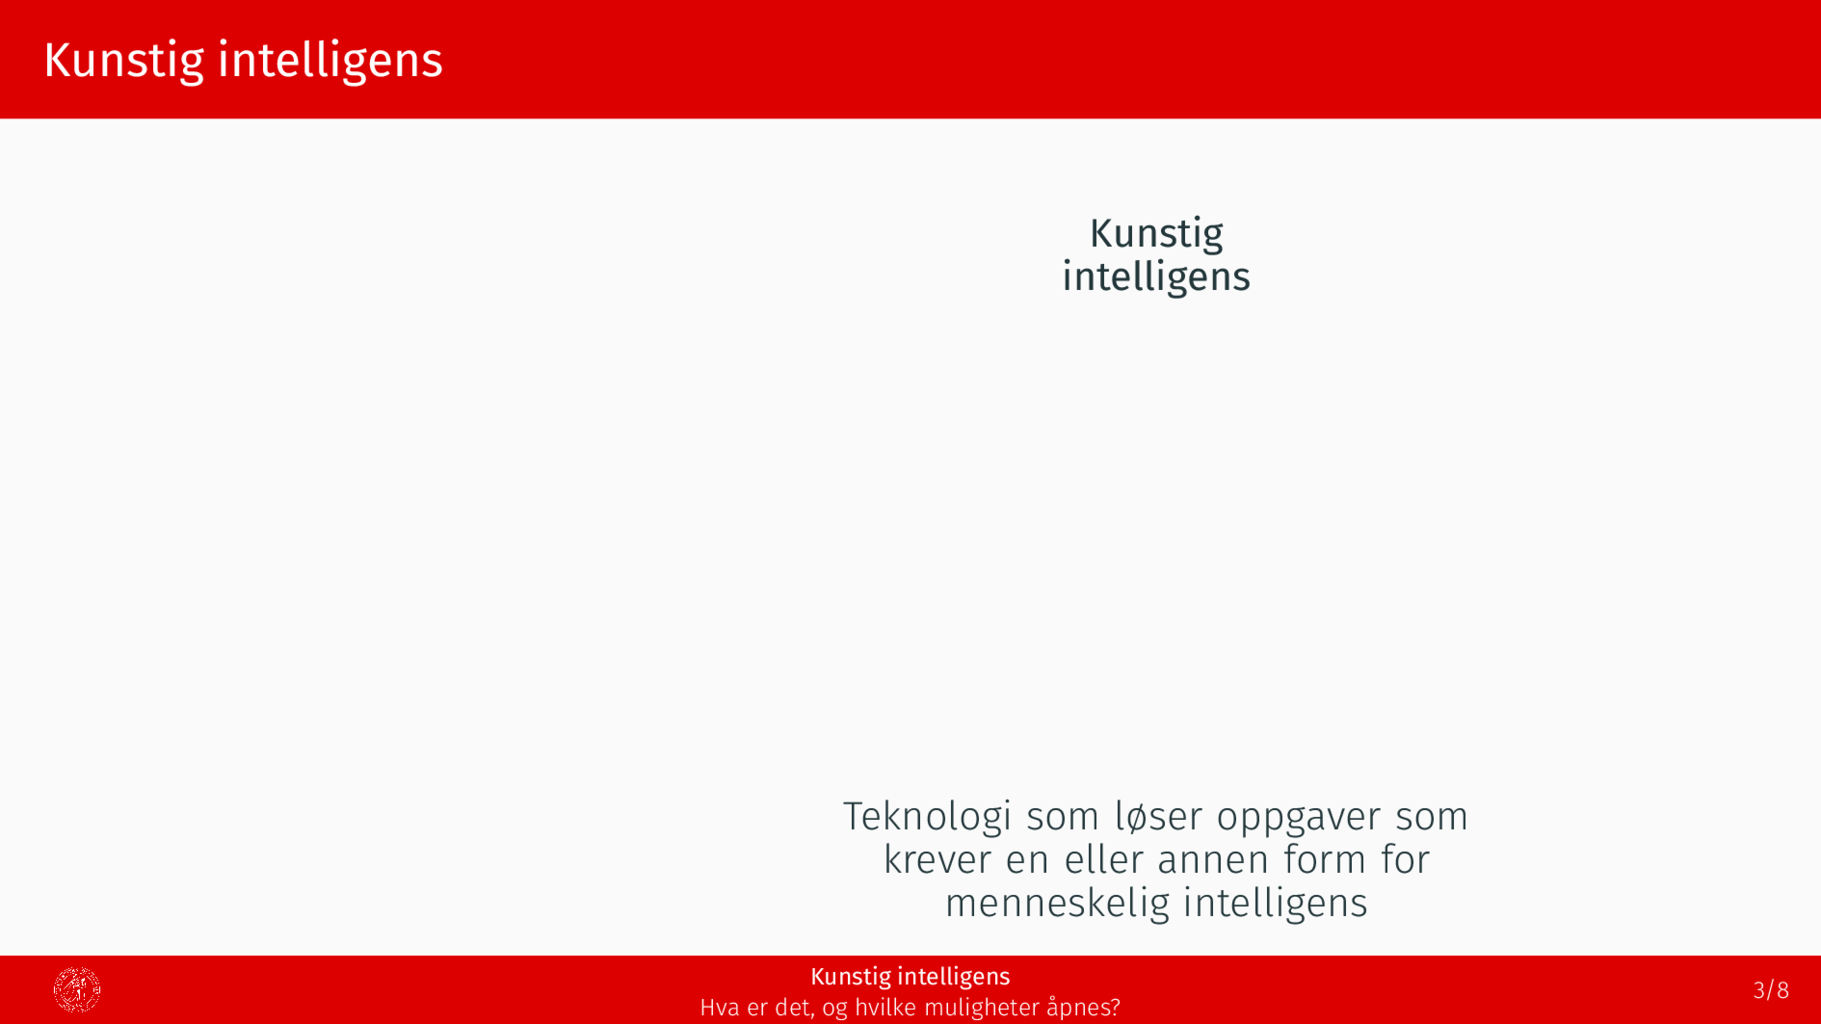 Kunstig intelligens
Kunstig
intelligens
Teknologi som løser oppgaver som
krever en eller annen form for
menneskelig intelligens
Kunstig intelligens
Hva er det, og hvilke muligheter åpnes?
3/8